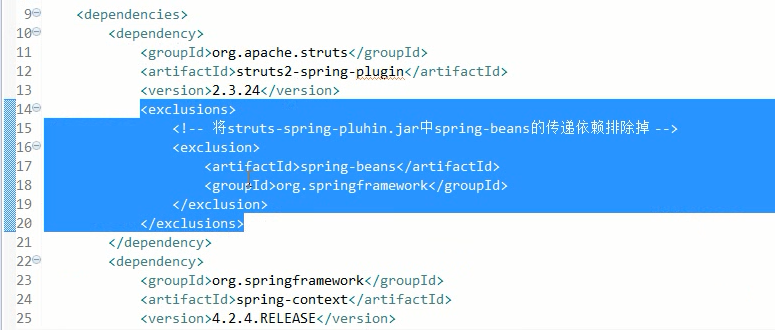 9 <dependencies>
10 <dependency>
11 <groupId>org.apache.struts</groupId>
12 <artifactId>struts2-spring-plugin</artifactId>
13 <version>2.3.24</version>
14 <exclusions>
15 <!-- 将struts-spring-pluhin.jar中spring-beans的传递依赖排除掉 -->
16 <exclusion>
17 <artifactId>spring-beans</artifactId>
18 <groupId>org.springframework</groupId>
19 </exclusion>
20 </exclusions>
21 </dependency>
22 <dependency>
23 <groupId>org.springframework</groupId>
24 <artifactId>spring-context</artifactId>
25 <version>4.2.4.RELEASE</version>